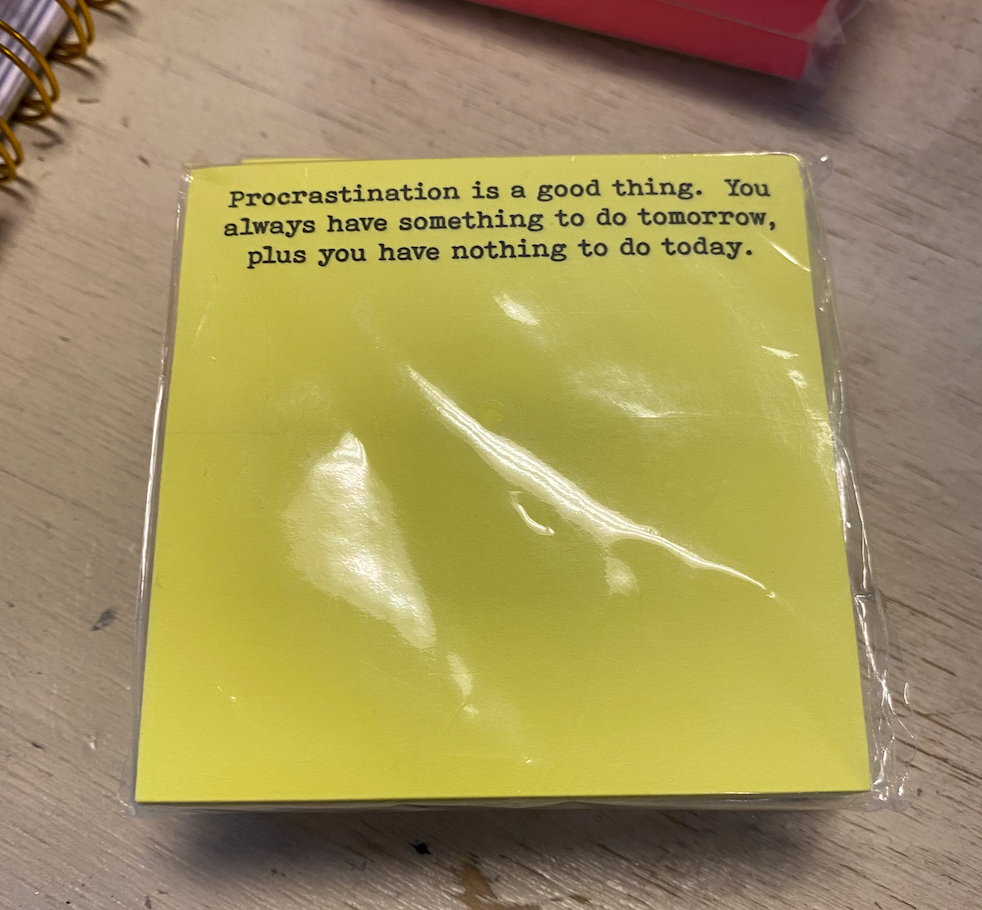 Procrastination is a good thing.  You
always have something to do tomorrow,
plus you have nothing to do today.